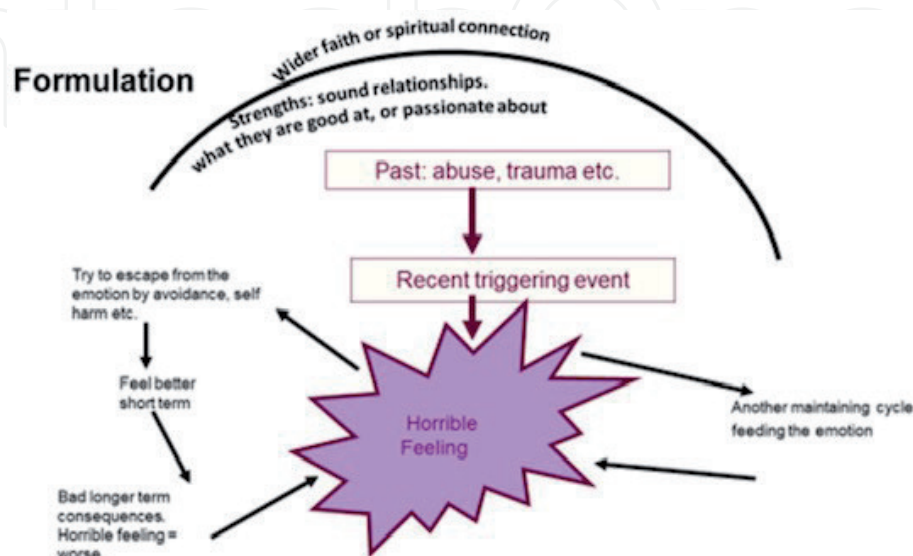 Formulation
Wider faith or spiritual connection
Strengths: sound relationships.
what they are good at, or passionate about
Past: abuse, trauma etc.
Recent triggering event
Try to escape from the
emotion by avoidance, self
harm etc.
Feel better
short term
Bad longer term
consequences.
Horrible feeling =
worse
Horrible
Feeling
Another maintaining cycle
feeding the emotion